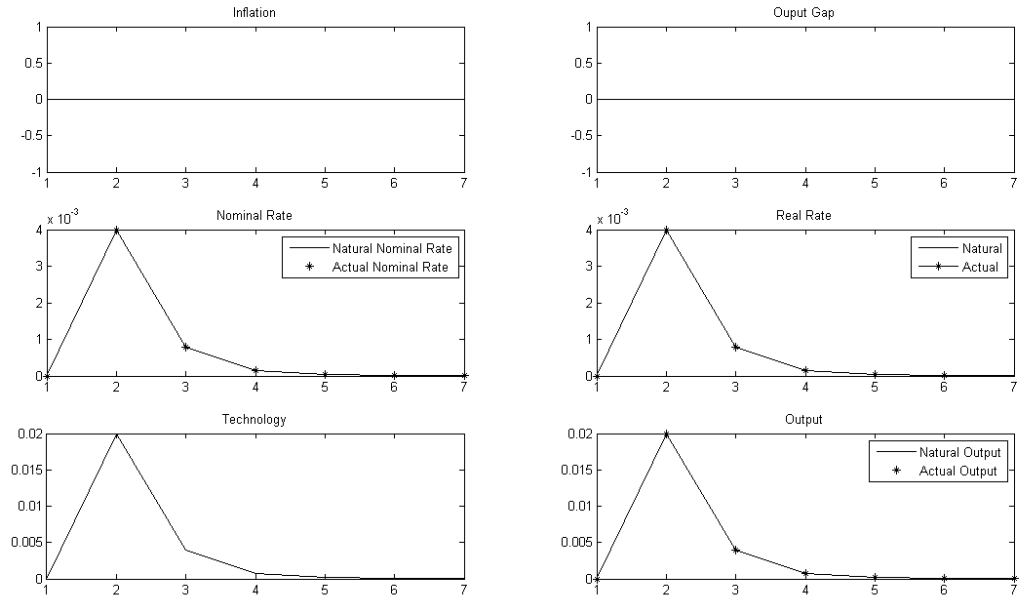 Inflation
1
0.5
0
-0.5
-1
1 2 3 4 5 6 7
Ouput Gap
1
0.5
0
-0.5
-1
1 2 3 4 5 6 7
Nominal Rate
x 10^-3
4
3
2
1
0
1 2 3 4 5 6 7
Natural Nominal Rate
Actual Nominal Rate
Real Rate
x 10^-3
4
3
2
1
0
1 2 3 4 5 6 7
Natural
Actual
Technology
0.02
0.015
0.01
0.005
0
1 2 3 4 5 6 7
Output
0.02
0.015
0.01
0.005
0
1 2 3 4 5 6 7
Natural Output
Actual Output